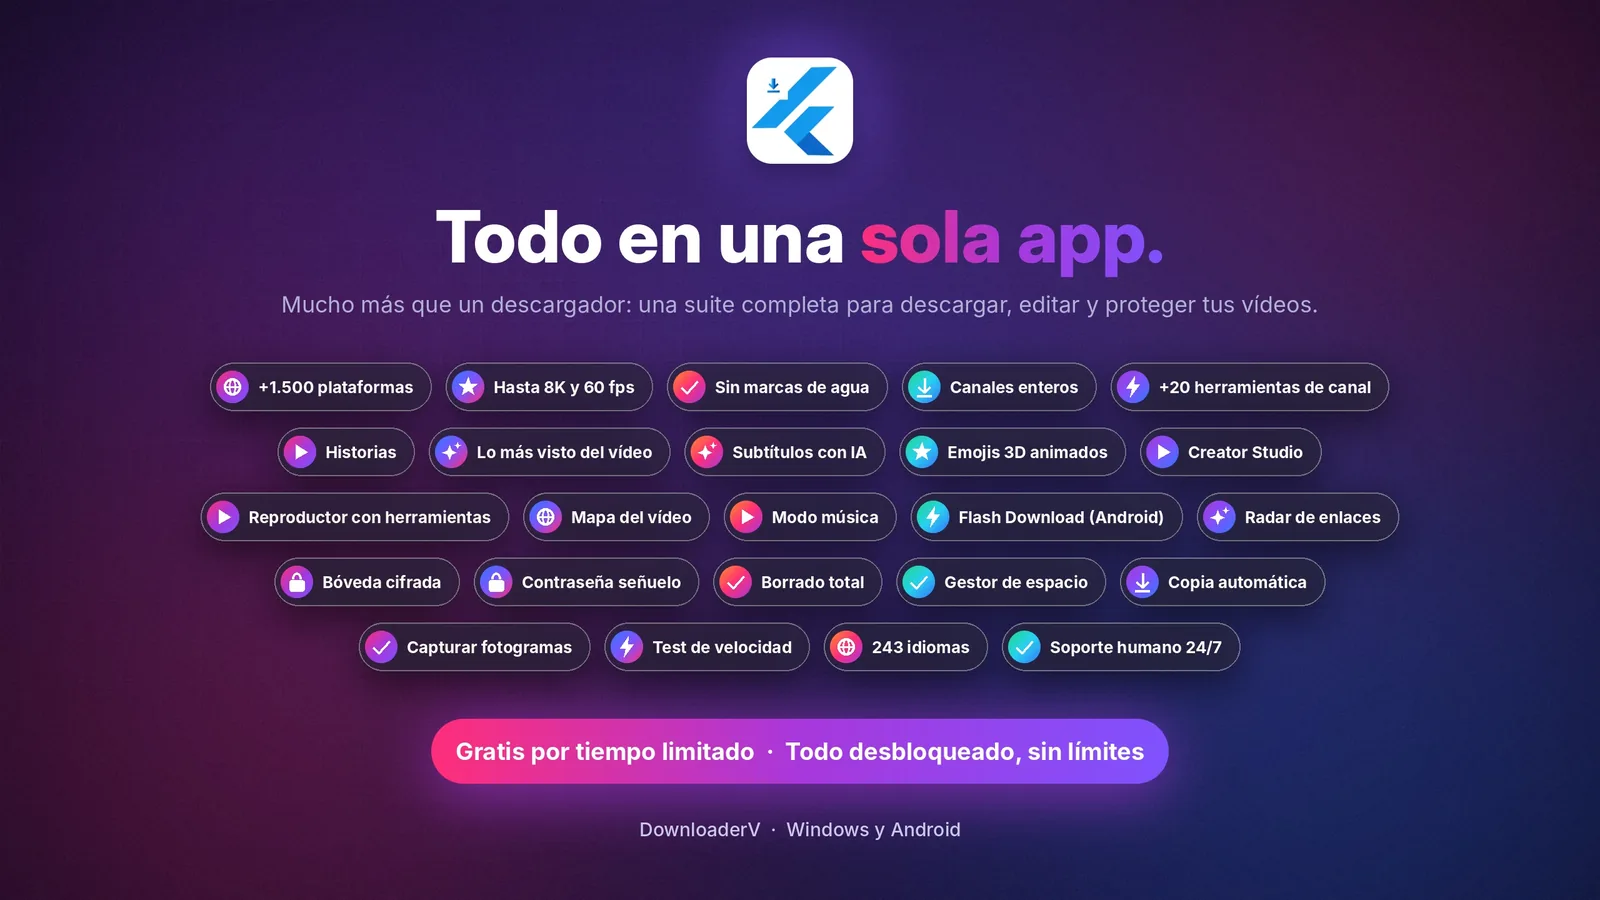 Todo en una sola app.
Mucho más que un descargador: una suite completa para descargar, editar y proteger tus vídeos.
+1.500 plataformas
Hasta 8K y 60 fps
Sin marcas de agua
Canales enteros
+20 herramientas de canal
Historias
Lo más visto del vídeo
Subtítulos con IA
Emojis 3D animados
Creator Studio
Reproductor con herramientas
Mapa del vídeo
Modo música
Flash Download (Android)
Radar de enlaces
Bóveda cifrada
Contraseña señuelo
Borrado total
Gestor de espacio
Copia automática
Capturar fotogramas
Test de velocidad
243 idiomas
Soporte humano 24/7
Gratis por tiempo limitado · Todo desbloqueado, sin límites
DownloaderV · Windows y Android